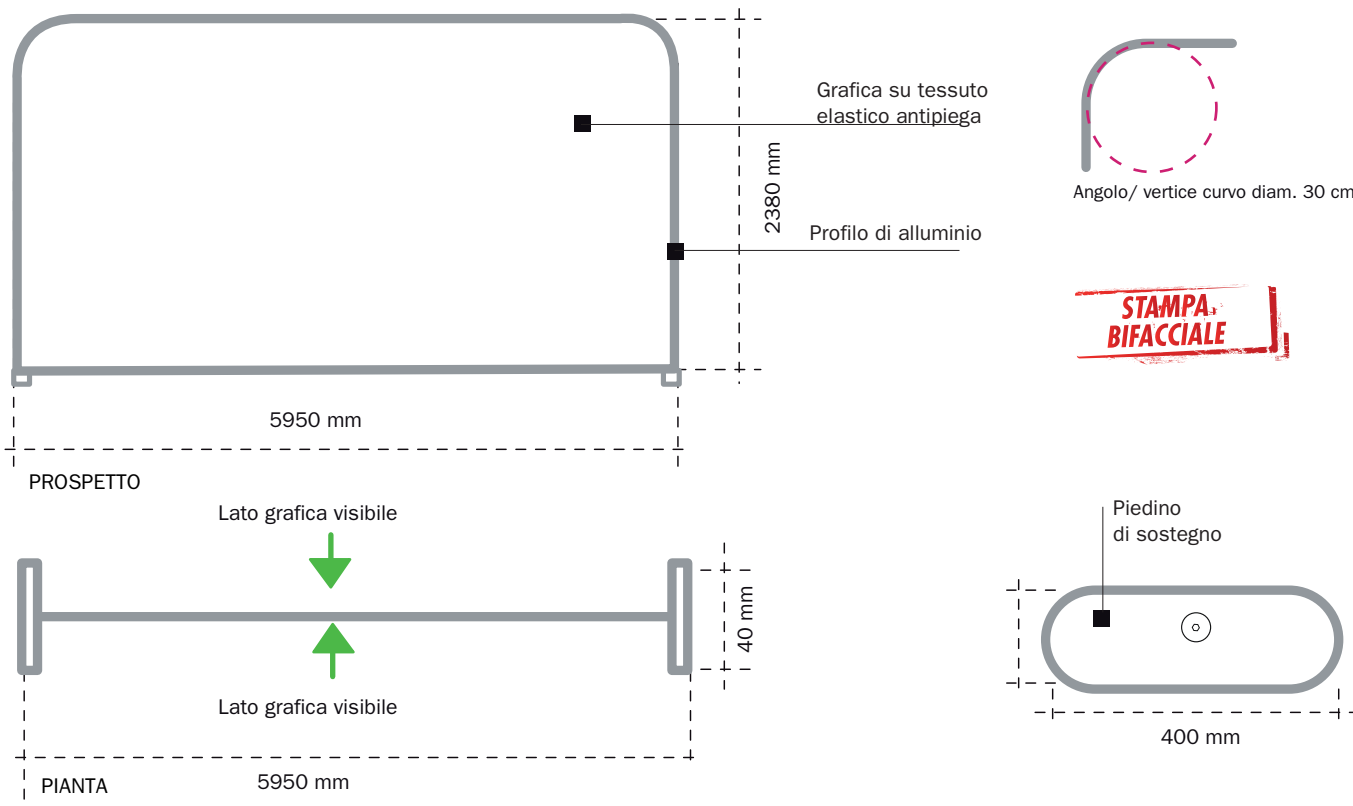 Grafica su tessuto
elastico antipiega
2380 mm
Profilo di alluminio
5950 mm
PROSPETTO
Angolo/ vertice curvo diam. 30 cm
STAMPA
BIFACCIALE
Lato grafica visibile
40 mm
Lato grafica visibile
5950 mm
PIANTA
Piedino
di sostegno
400 mm